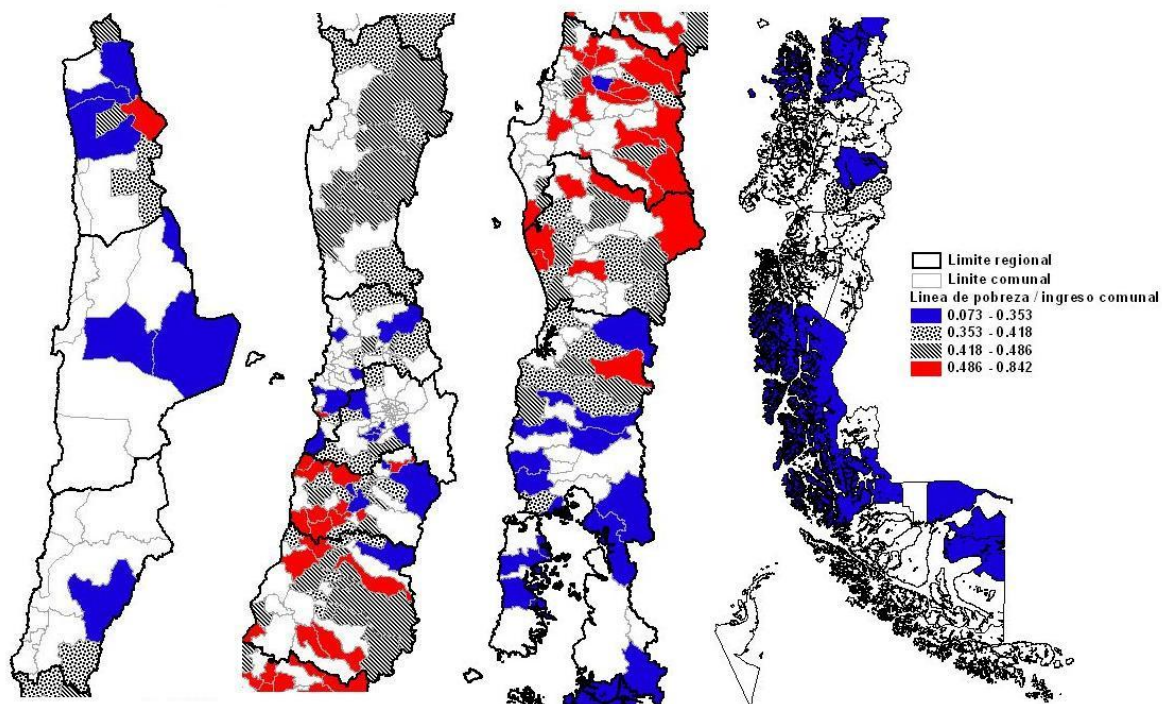 Limite regional
Limite comunal
Linea de pobreza / ingreso comunal
0.073 - 0.353
0.353 - 0.418
0.418 - 0.486
0.486 - 0.842